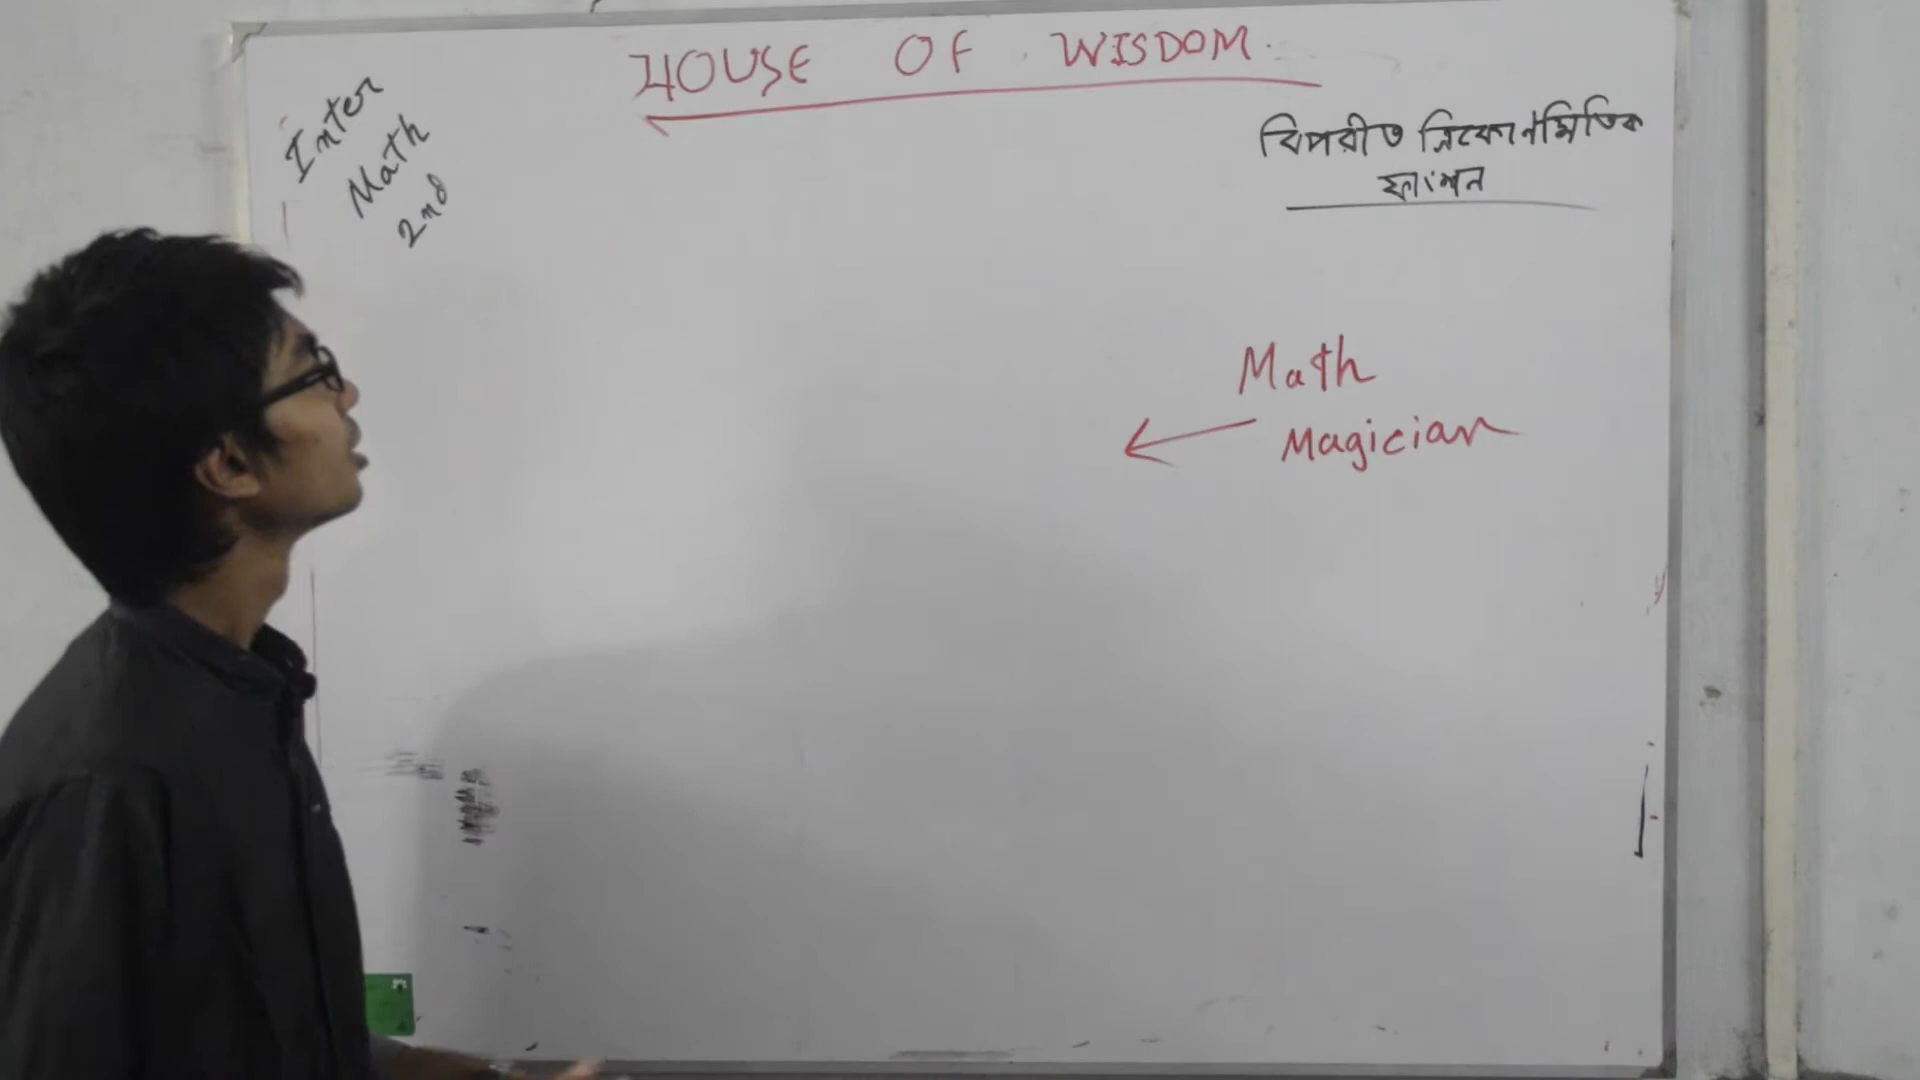 HOUSE OF WISDOM.
Inter
Math
2nd
বিপরীত ত্রিকোণমিতিক
ফাংশন
Math
Magician